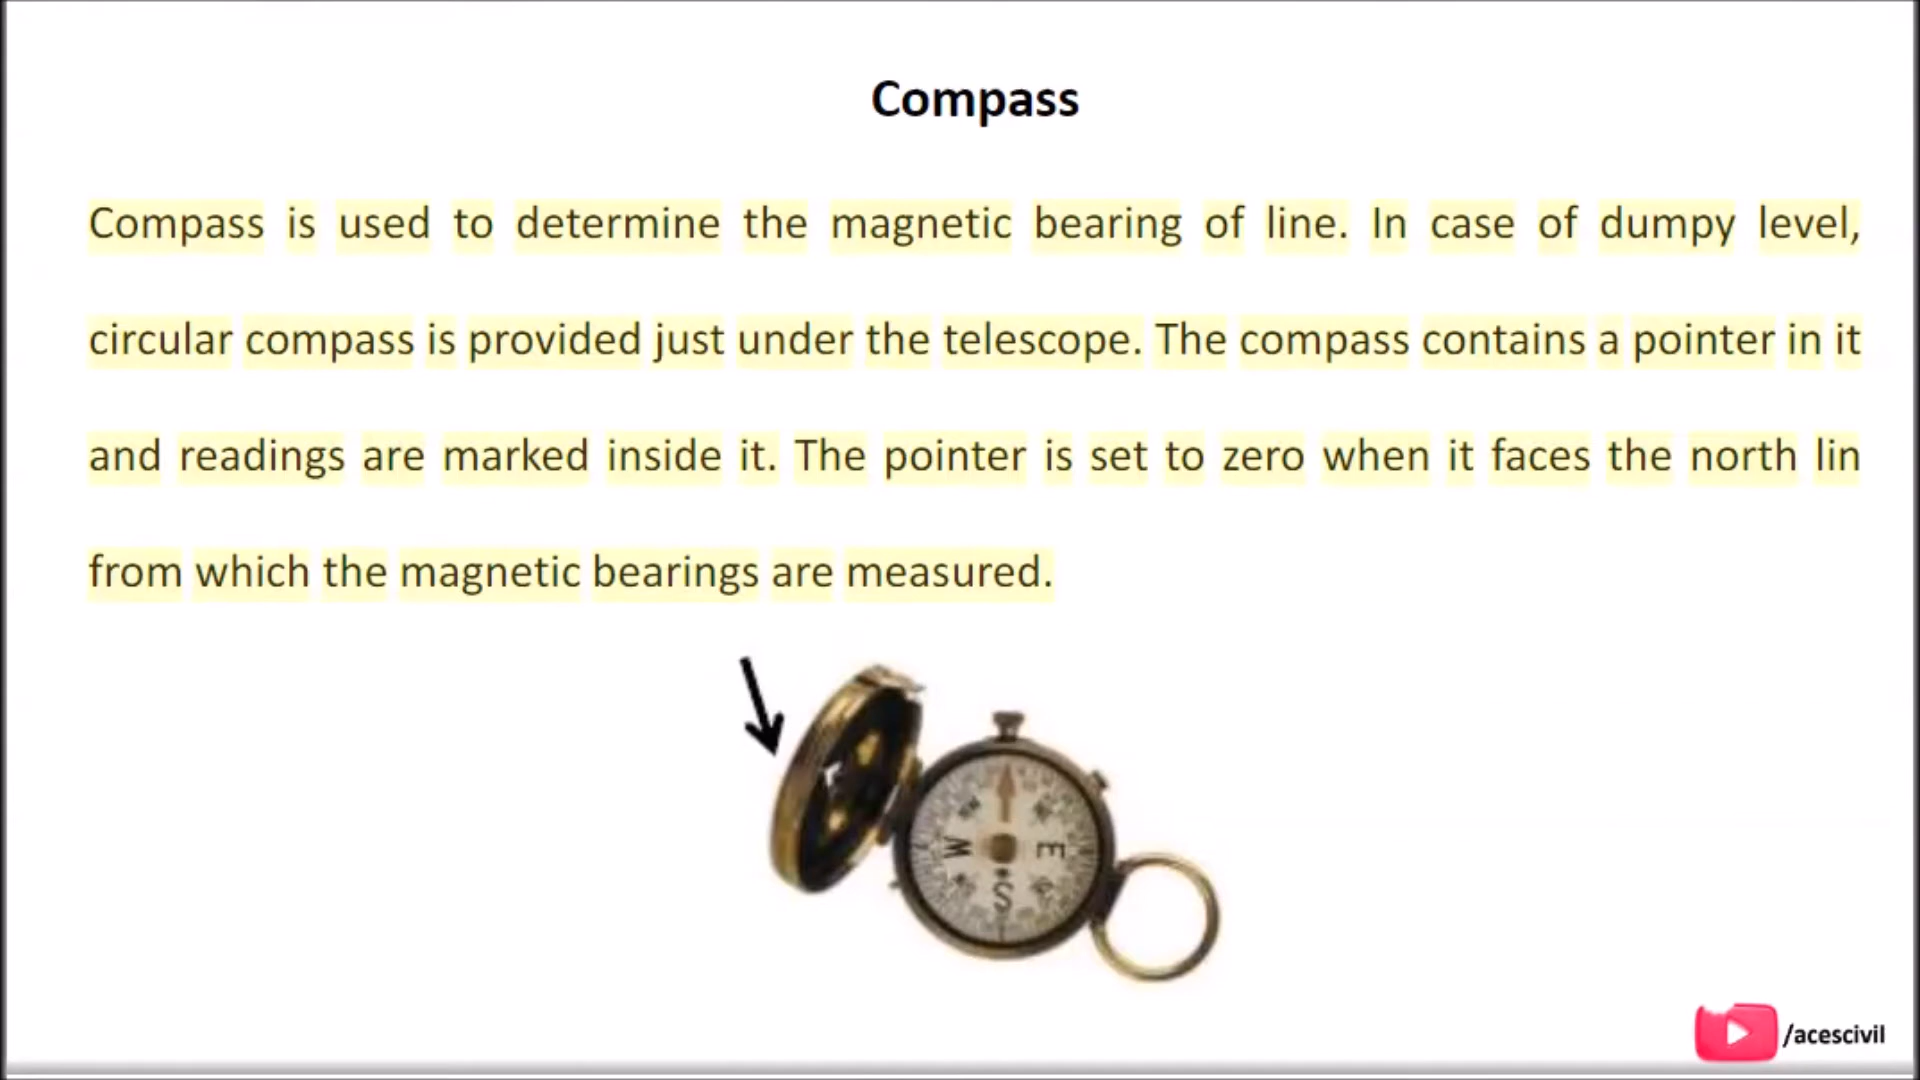 Compass
Compass is used to determine the magnetic bearing of line. In case of dumpy level,
circular compass is provided just under the telescope. The compass contains a pointer in it
and readings are marked inside it. The pointer is set to zero when it faces the north lin
from which the magnetic bearings are measured.
W E
S
/acescivil